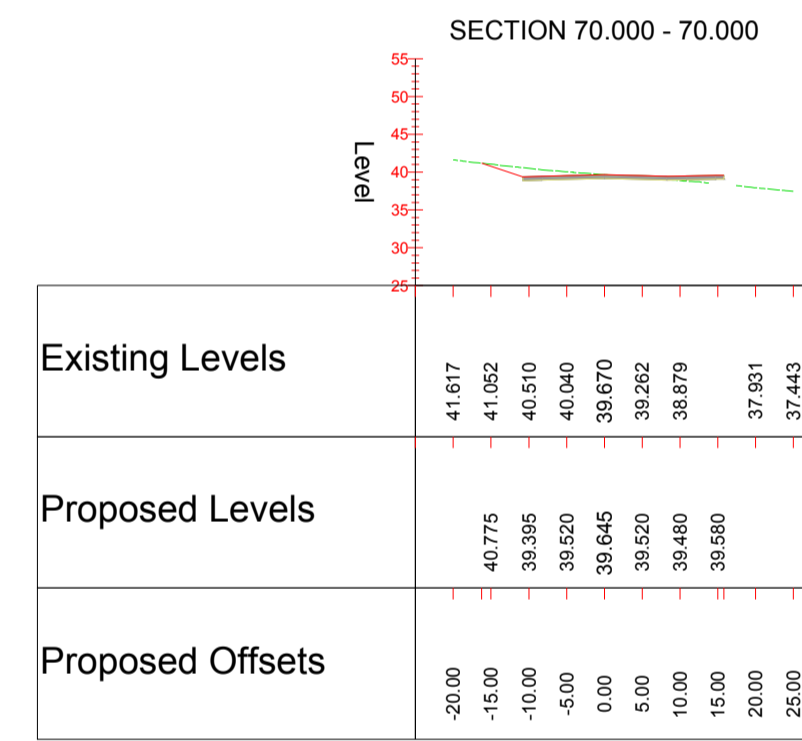 SECTION 70.000 - 70.000
Level
55
50
45
40
35
30
25
Existing Levels
41.617 41.052 40.510 40.040 39.670 39.262 38.879 37.931 37.443
Proposed Levels
40.775 39.395 39.520 39.645 39.520 39.480 39.580
Proposed Offsets
-20.00 -15.00 -10.00 -5.00 0.00 5.00 10.00 15.00 20.00 25.00